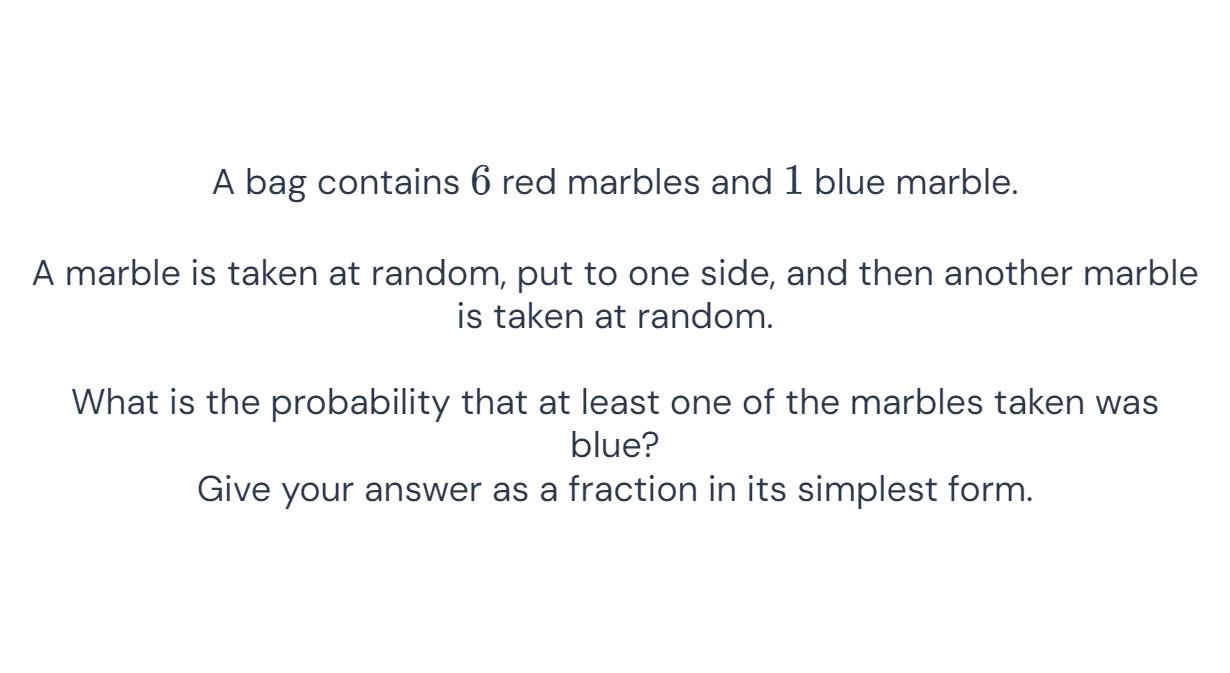 A bag contains 6 red marbles and 1 blue marble.
A marble is taken at random, put to one side, and then another marble
is taken at random.
What is the probability that at least one of the marbles taken was
blue?
Give your answer as a fraction in its simplest form.